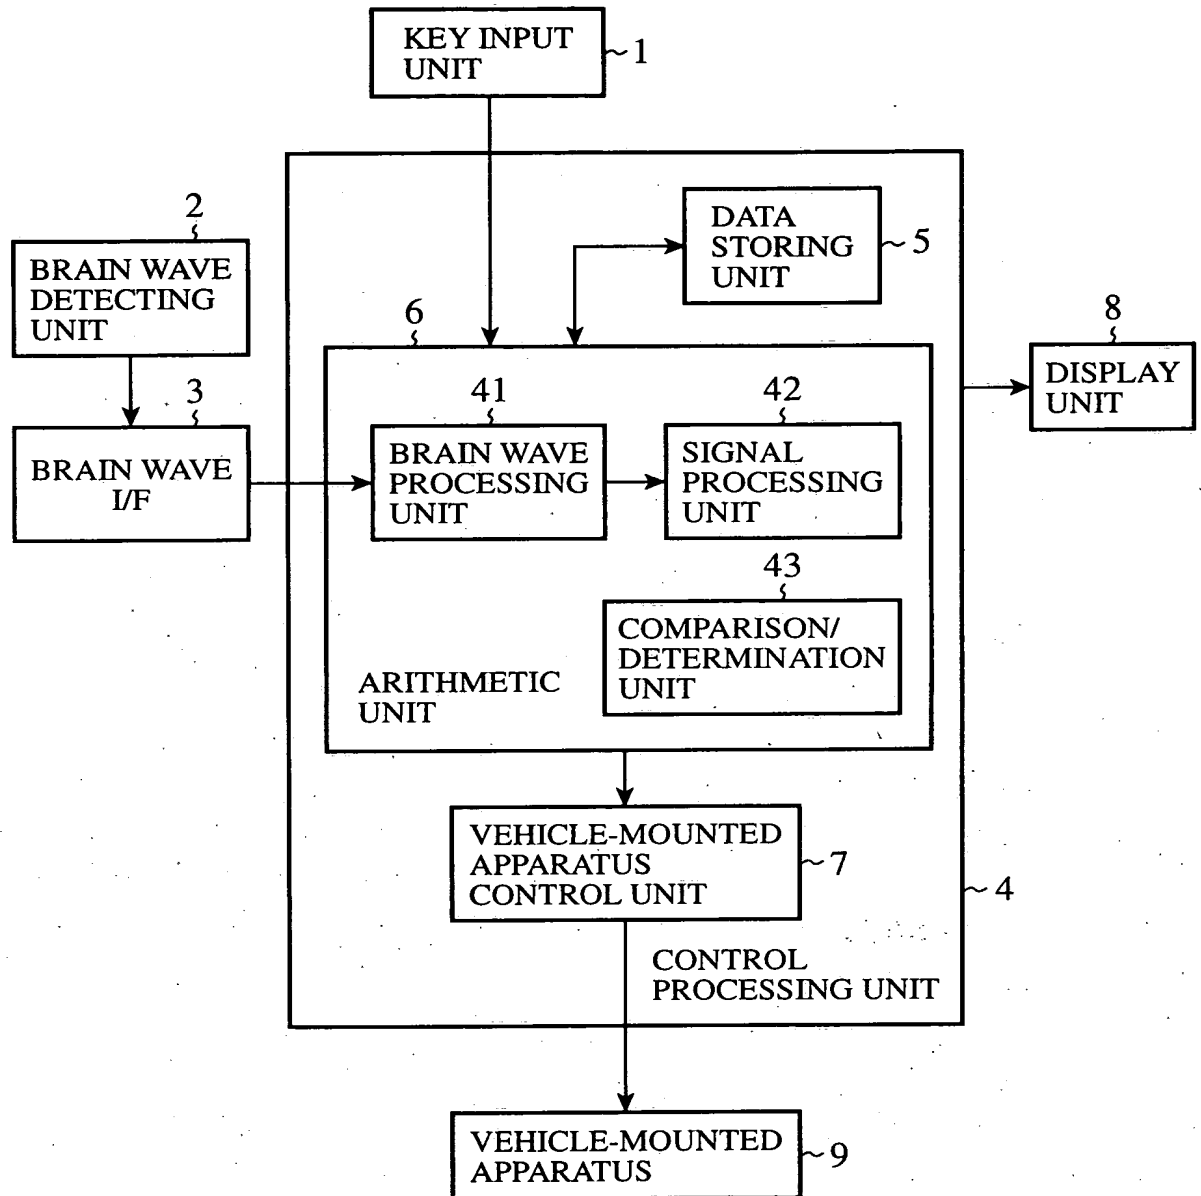 KEY INPUT
UNIT
1
DATA
STORING
UNIT
5
2
BRAIN WAVE
DETECTING
UNIT
6
8
DISPLAY
UNIT
3
BRAIN WAVE
I/F
41
BRAIN WAVE
PROCESSING
UNIT
42
SIGNAL
PROCESSING
UNIT
43
COMPARISON/
DETERMINATION
UNIT
ARITHMETIC
UNIT
VEHICLE-MOUNTED
APPARATUS
CONTROL UNIT
7
4
CONTROL
PROCESSING UNIT
VEHICLE-MOUNTED
APPARATUS
9